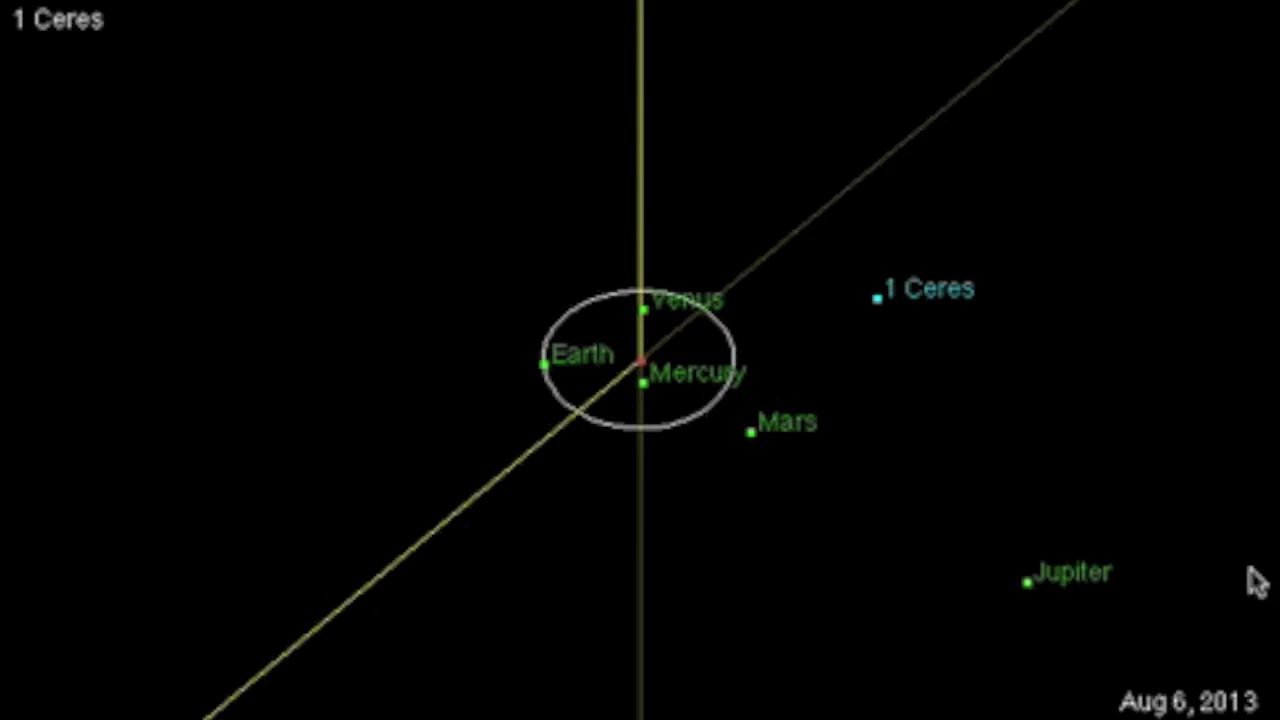 1 Ceres
Venus
1 Ceres
Earth
Mercury
Mars
Jupiter
Aug 6, 2013